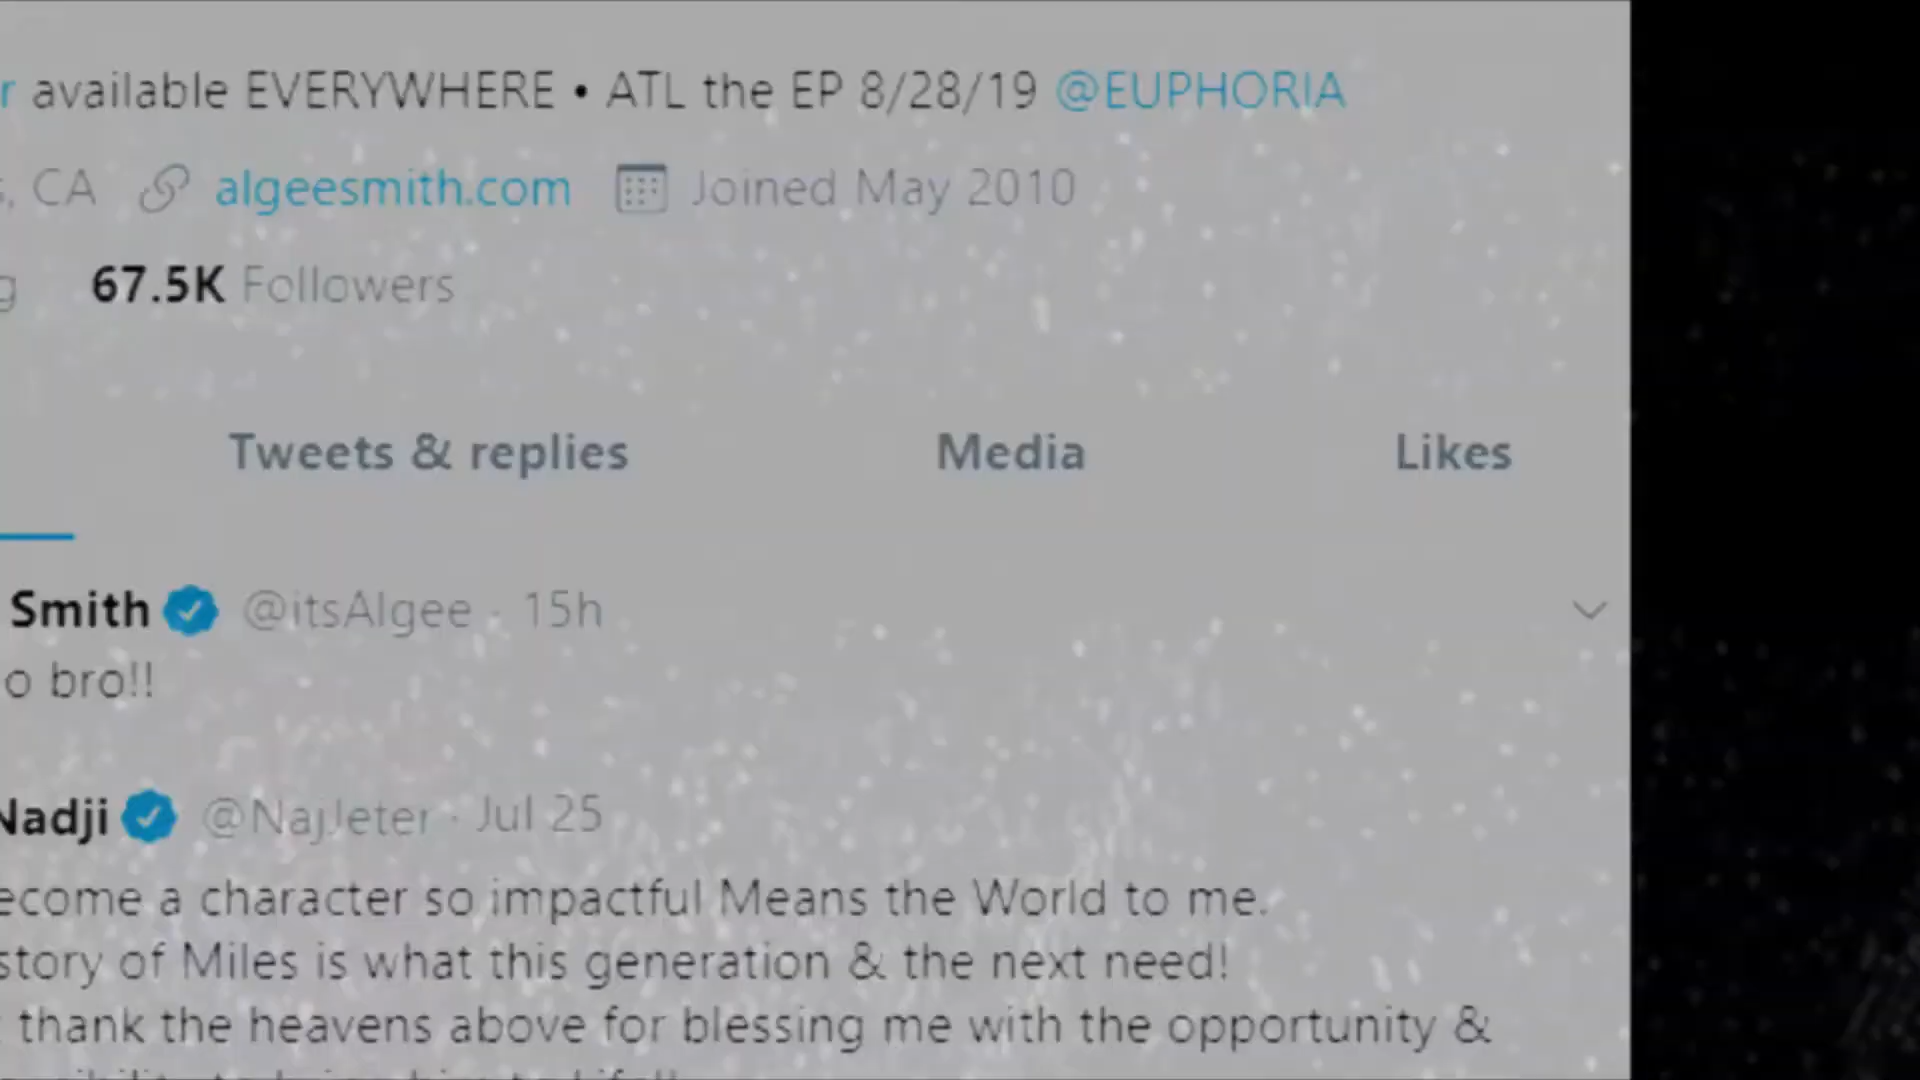 available EVERYWHERE • ATL the EP 8/28/19 @EUPHORIA
CA algeesmith.com Joined May 2010
67.5K Followers
Tweets & replies Media Likes
Smith @itsAlgee · 15h
bro!!
Nadji @NajJeter · Jul 25
a character so impactful Means the World to me.
story of Miles is what this generation & the next need!
thank the heavens above for blessing me with the opportunity &